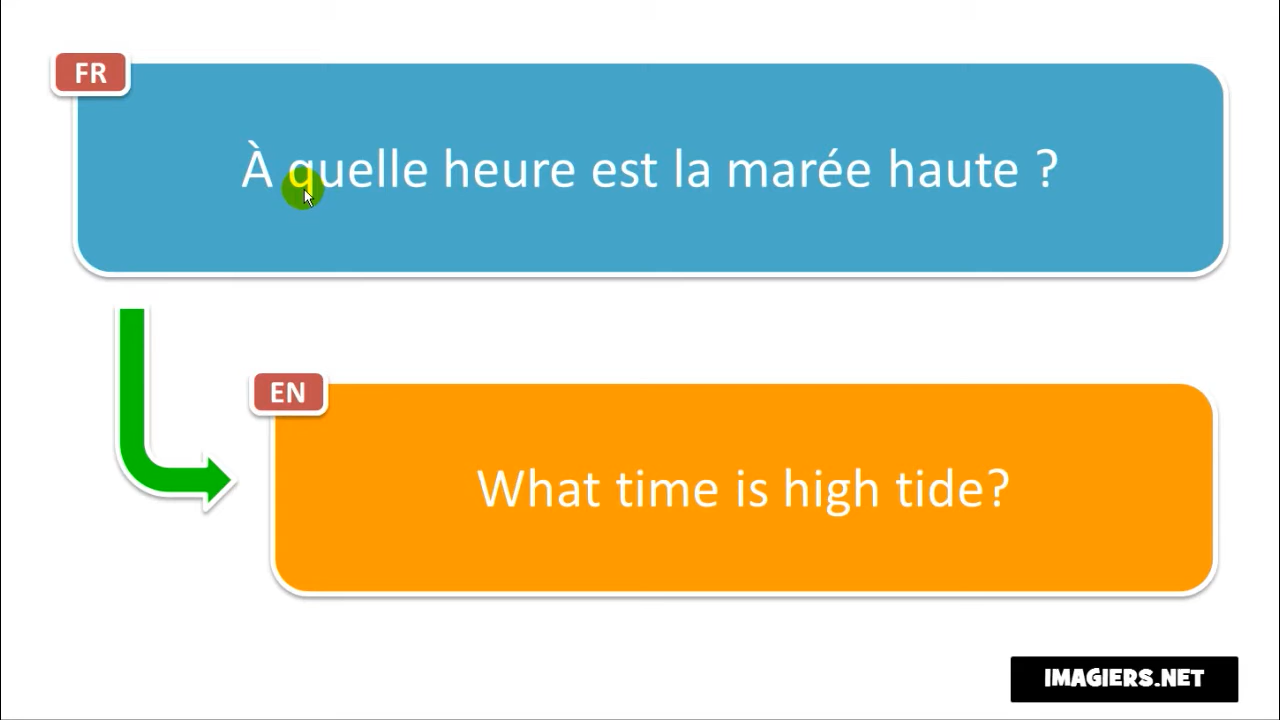 FR
À quelle heure est la marée haute ?
EN
What time is high tide?
IMAGIERS.NET